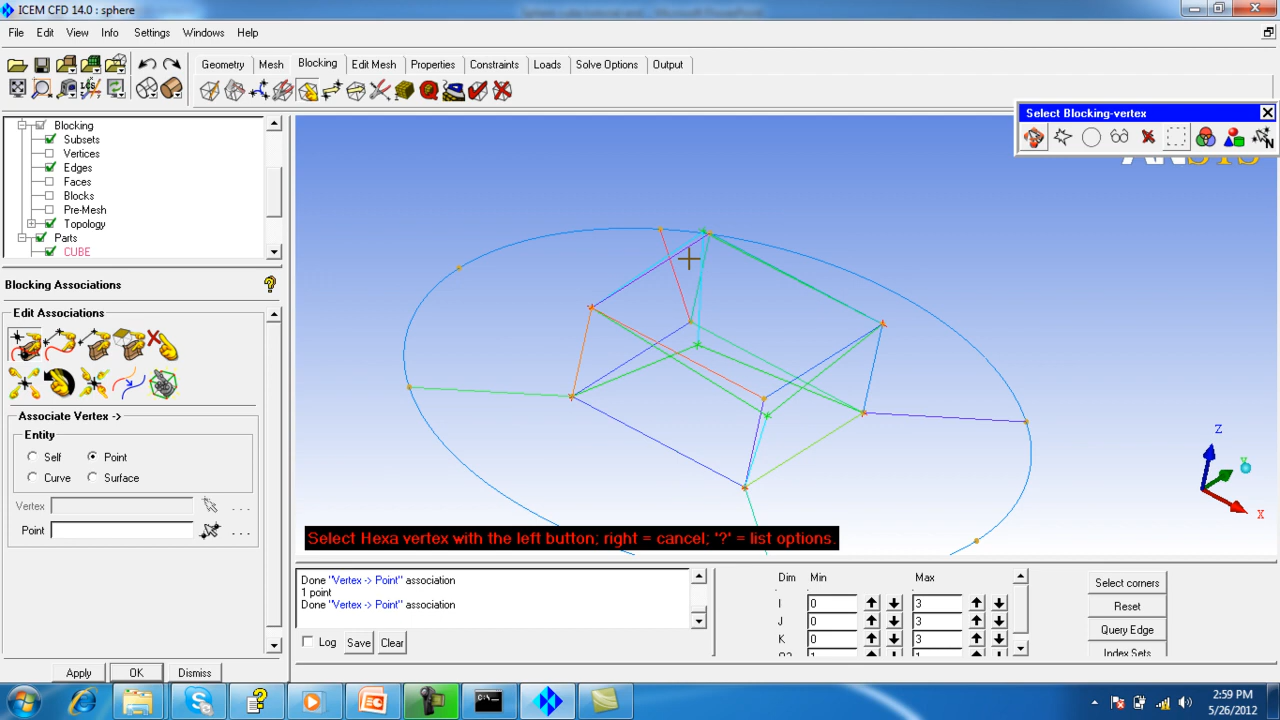 ICEM CFD 14.0 : sphere
File Edit View Info Settings Windows Help
Geometry Mesh Blocking Edit Mesh Properties Constraints Loads Solve Options Output
Select Blocking-vertex
Blocking
Subsets
Vertices
Edges
Faces
Blocks
Pre-Mesh
Topology
Parts
CUBE
Blocking Associations
Edit Associations
Associate Vertex ->
Entity
Self Point
Curve Surface
Vertex
Point
Apply OK Dismiss
Z
Y
X
Select Hexa vertex with the left button; right = cancel; '?' = list options.
Done "Vertex -> Point" association
1 point
Done "Vertex -> Point" association
Log Save Clear
Dim Min Max
I 0 3
J 0 3
K 0 3
Select corners
Reset
Query Edge
Index Sets
2:59 PM
5/26/2012